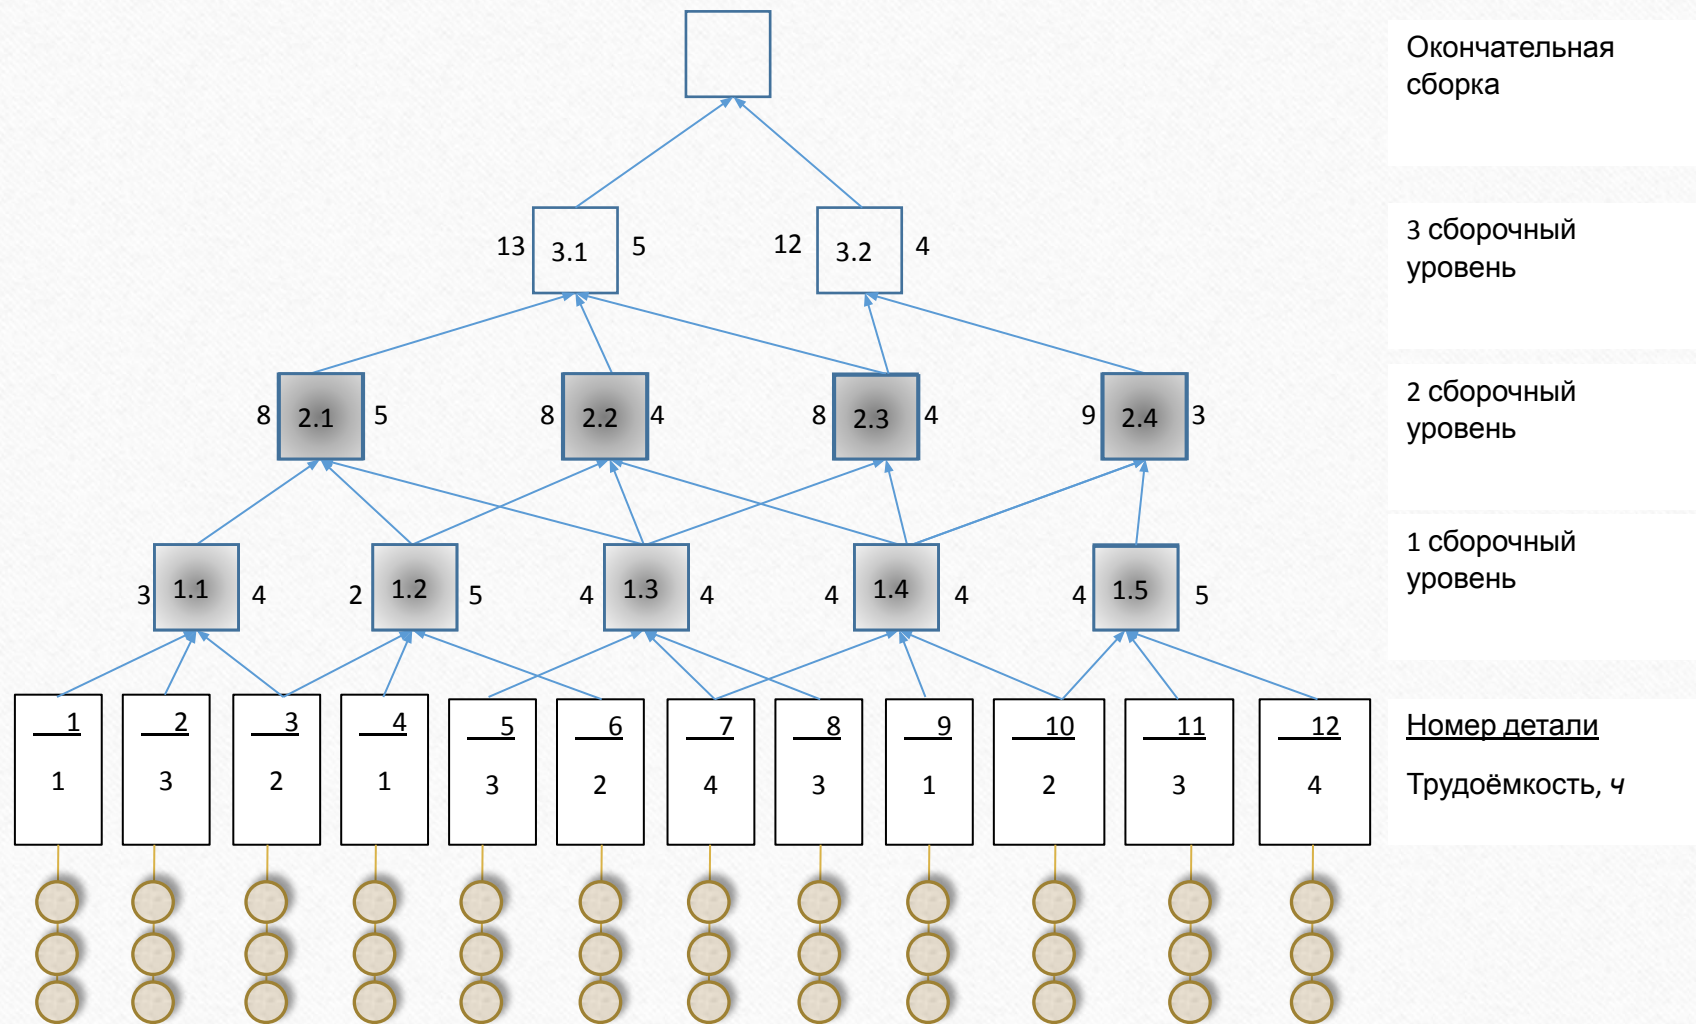 Окончательная
сборка
13 3.1 5 12 3.2 4
3 сборочный
уровень
8 2.1 5 8 2.2 4 8 2.3 4 9 2.4 3
2 сборочный
уровень
3 1.1 4 2 1.2 5 4 1.3 4 4 1.4 4 4 1.5 5
1 сборочный
уровень
1 2 3 4 5 6 7 8 9 10 11 12
Номер детали
1 3 2 1 3 2 4 3 1 2 3 4
Трудоёмкость, ч